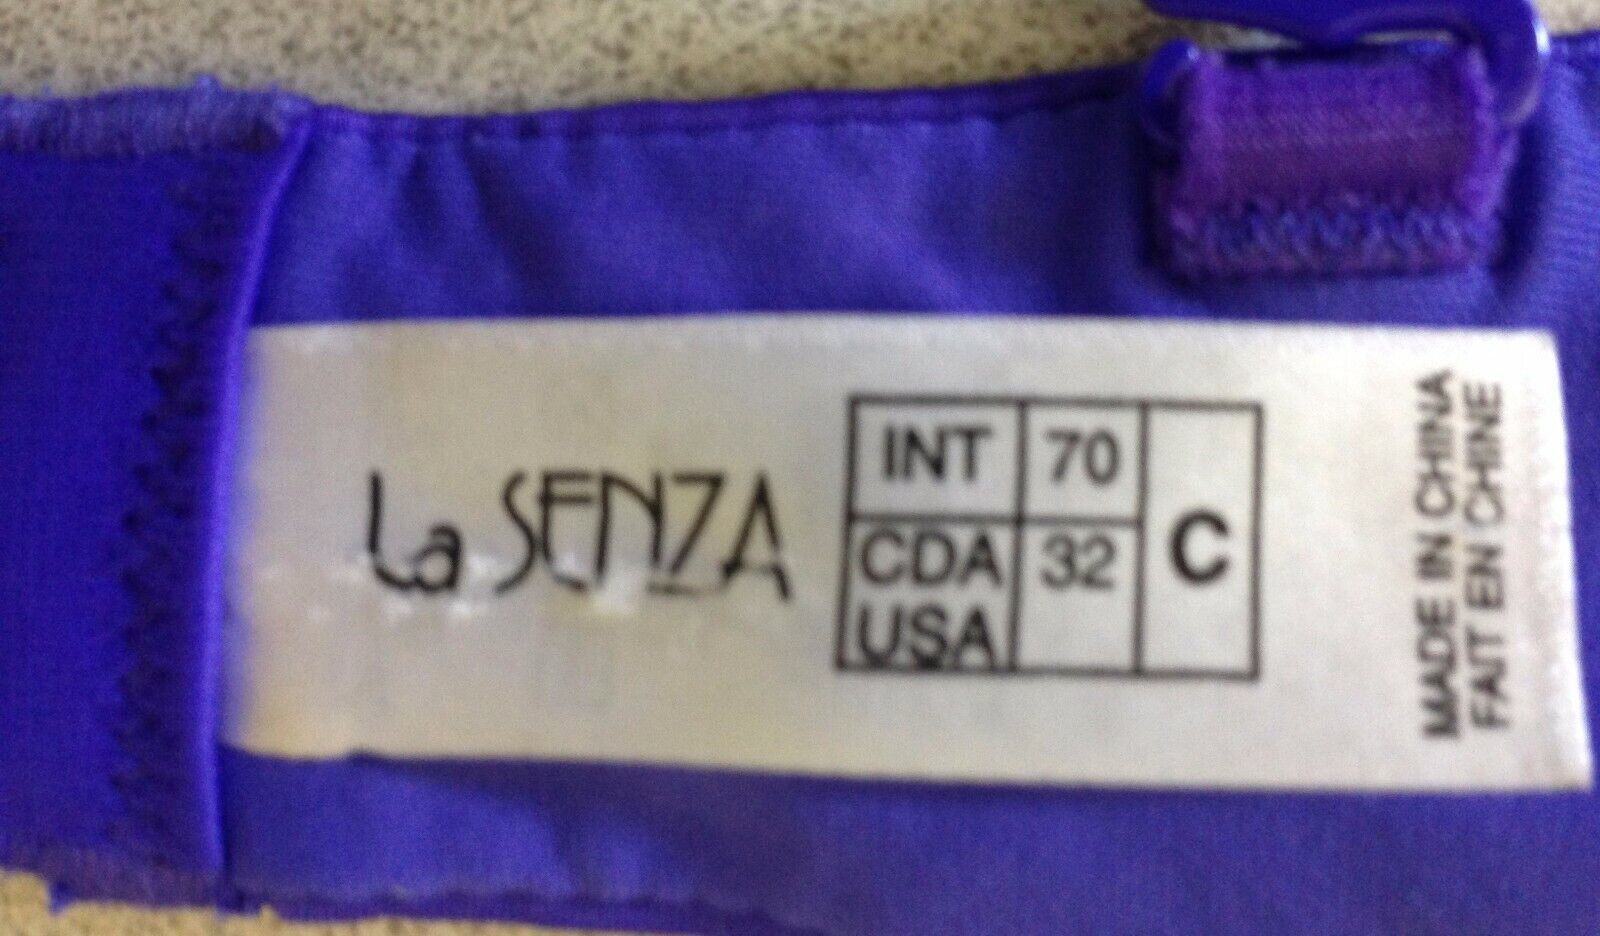 La SENZA
INT 70
CDA 32 C
USA
MADE IN CHINA
FAIT EN CHINE